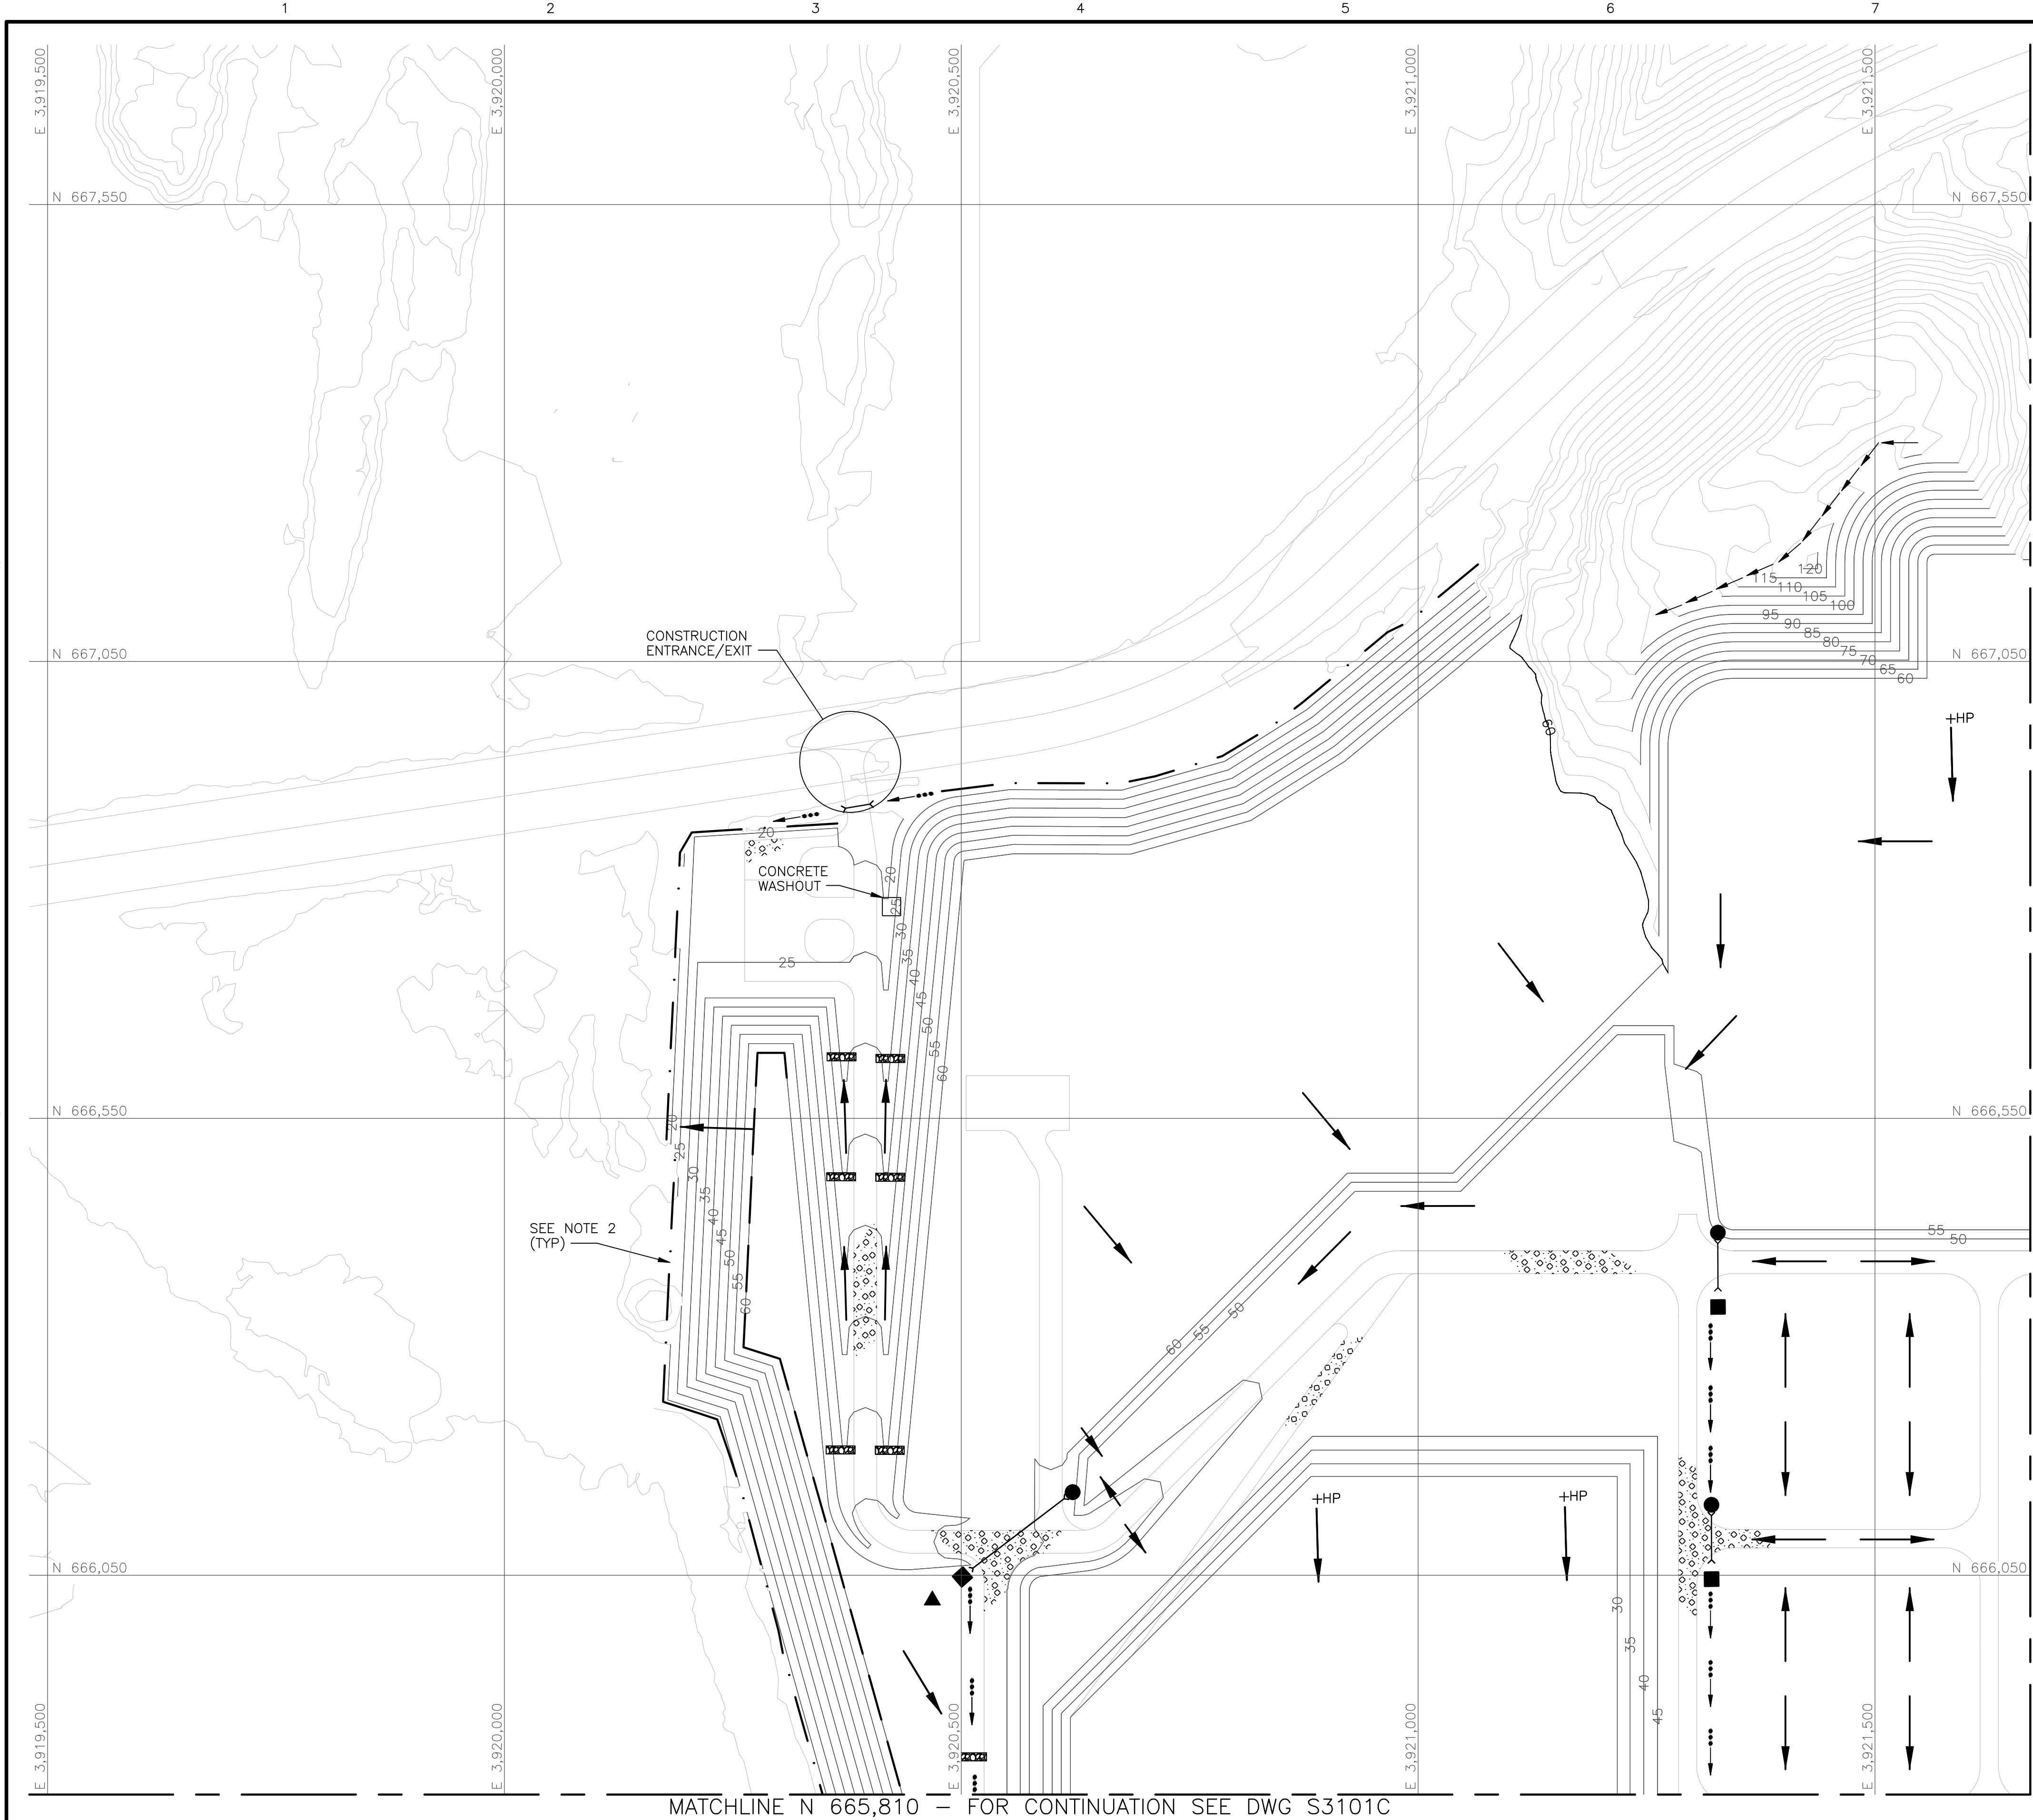 1 2 3 4 5 6 7
E 3,919,500
E 3,920,000
E 3,920,500
E 3,921,000
E 3,921,500
N 667,550
N 667,550
120
115
110
105
100
95
90
85
80
75
70
65
60
CONSTRUCTION
ENTRANCE/EXIT
N 667,050
N 667,050
60
+HP
20
CONCRETE
WASHOUT
20
25
30
35
40
45
50
55
60
25
N 666,550
N 666,550
20
25
30
35
40
45
50
55
60
SEE NOTE 2
(TYP)
55
50
60
55
50
+HP
+HP
N 666,050
N 666,050
30
35
40
45
E 3,919,500
E 3,920,000
E 3,920,500
E 3,921,000
E 3,921,500
MATCHLINE N 665,810 – FOR CONTINUATION SEE DWG S3101C